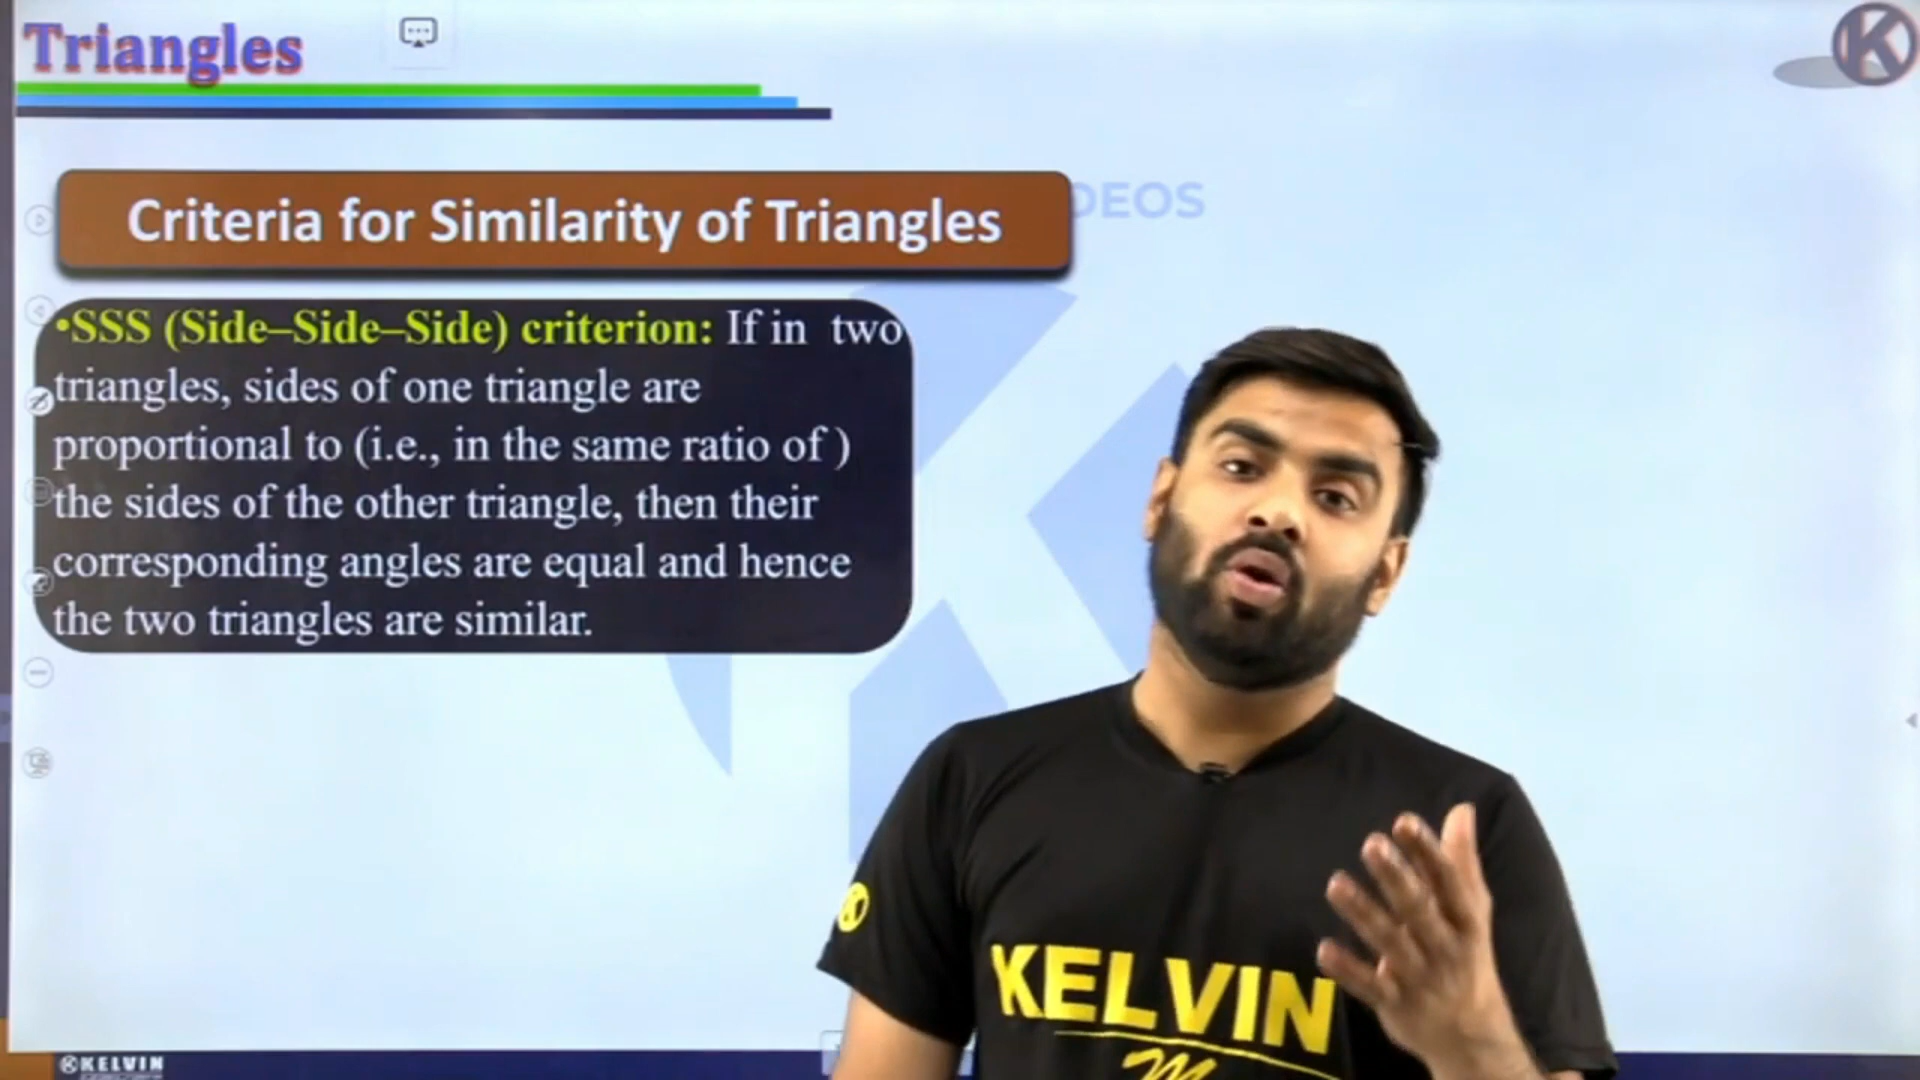 Triangles
DEOS
Criteria for Similarity of Triangles
•SSS (Side–Side–Side) criterion: If in two
triangles, sides of one triangle are
proportional to (i.e., in the same ratio of )
the sides of the other triangle, then their
corresponding angles are equal and hence
the two triangles are similar.
K
KELVIN
KELVIN